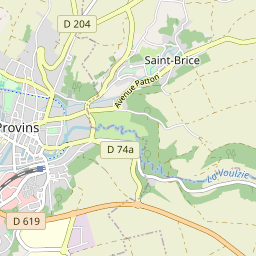 D 204
Saint-Brice
Avenue Patton
Provins
D 74a
La Voulzie
D 619